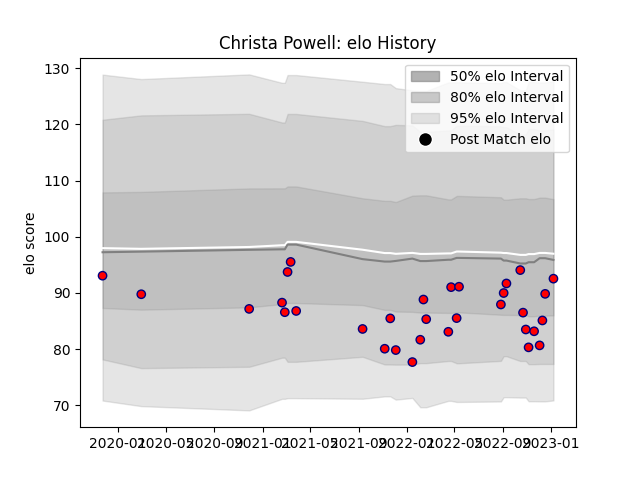 Christa Powell: elo History
130
120
110
100
90
80
70
elo score
50% elo Interval
80% elo Interval
95% elo Interval
Post Match elo
2020-01 2020-05 2020-09 2021-01 2021-05 2021-09 2022-01 2022-05 2022-09 2023-01